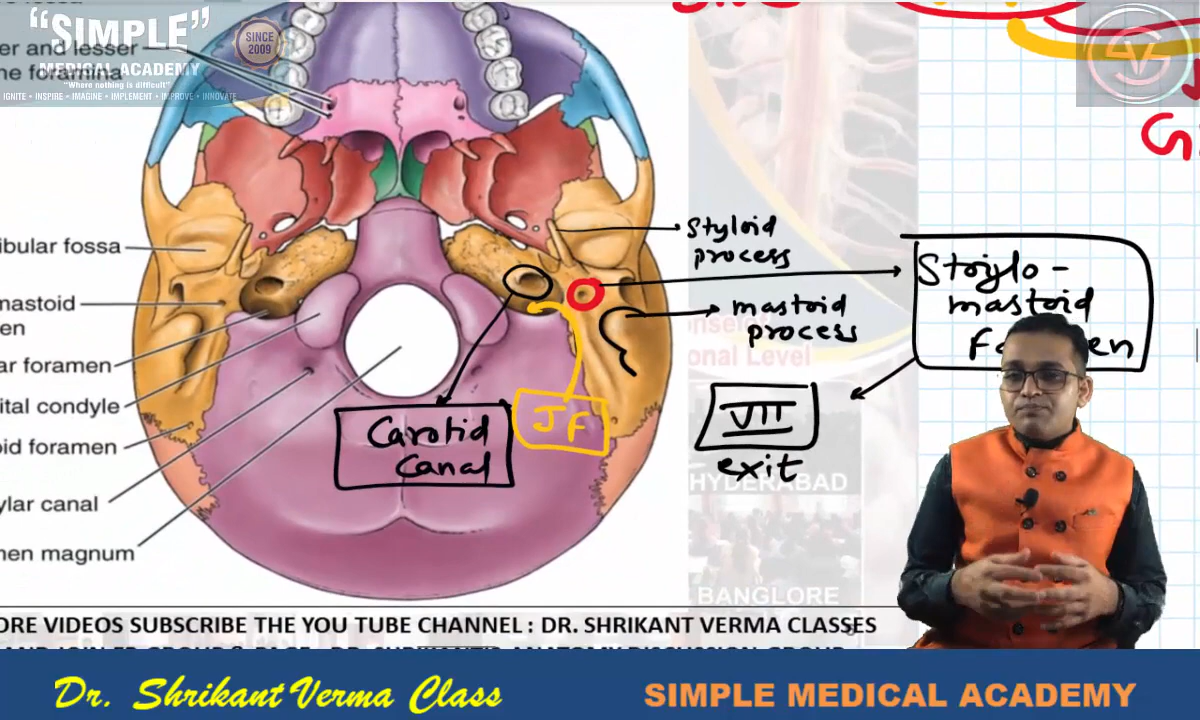 "SIMPLE"
MEDICAL ACADEMY
"Where nothing is difficult"
IGNITE • INSPIRE • IMAGINE • IMPLEMENT • IMPROVE • INNOVATE
SINCE
2009
er and lesser
ne foramina
ibular fossa
mastoid
en
ar foramen
ital condyle
oid foramen
ylar canal
men magnum
Styloid
process
mastoid
process
Stylo-
mastoid
Carotid
Canal
JF
VII
exit
onal Level
HYDERABAD
BANGLORE
ORE VIDEOS SUBSCRIBE THE YOU TUBE CHANNEL : DR. SHRIKANT VERMA CLASSES
Dr. Shrikant Verma Class
SIMPLE MEDICAL ACADEMY